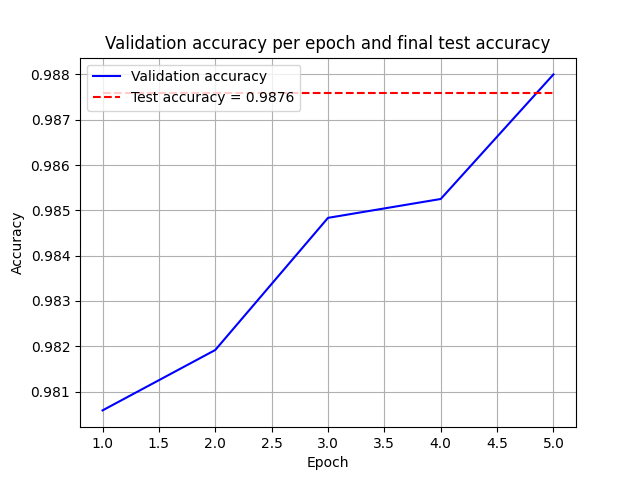 Validation accuracy per epoch and final test accuracy
Validation accuracy
Test accuracy = 0.9876
0.988
0.987
0.986
0.985
0.984
0.983
0.982
0.981
Accuracy
1.0 1.5 2.0 2.5 3.0 3.5 4.0 4.5 5.0
Epoch